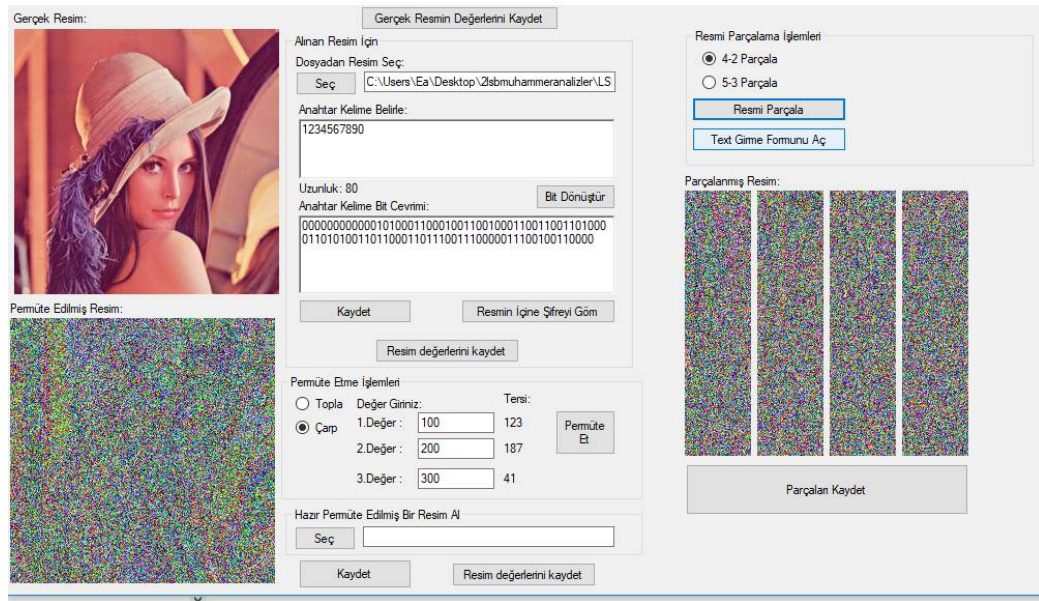 Gerçek Resim:
Gerçek Resmin Değerlerini Kaydet
Alınan Resim İçin
Dosyadan Resim Seç:
Seç
C:\Users\Ea\Desktop\2lsbmuhammeranalizler\LS
Anahtar Kelime Belirle:
1234567890
Uzunluk: 80
Bit Dönüştür
Anahtar Kelime Bit Cevrimi:
0000000000001010001100010011001000110011001101000
01101010011011000110111001110000011100100110000
Kaydet
Resmin İçine Şifreyi Göm
Resim değerlerini kaydet
Permüte Edilmiş Resim:
Permüte Etme İşlemleri
Topla
Değer Giriniz:
Tersi:
Çarp
1.Değer :
100
123
Permüte
Et
2.Değer :
200
187
3.Değer :
300
41
Hazır Permüte Edilmiş Bir Resim Al
Seç
Kaydet
Resim değerlerini kaydet
Resmi Parçalama İşlemleri
4-2 Parçala
5-3 Parçala
Resmi Parçala
Text Girme Formunu Aç
Parçalanmış Resim:
Parçaları Kaydet